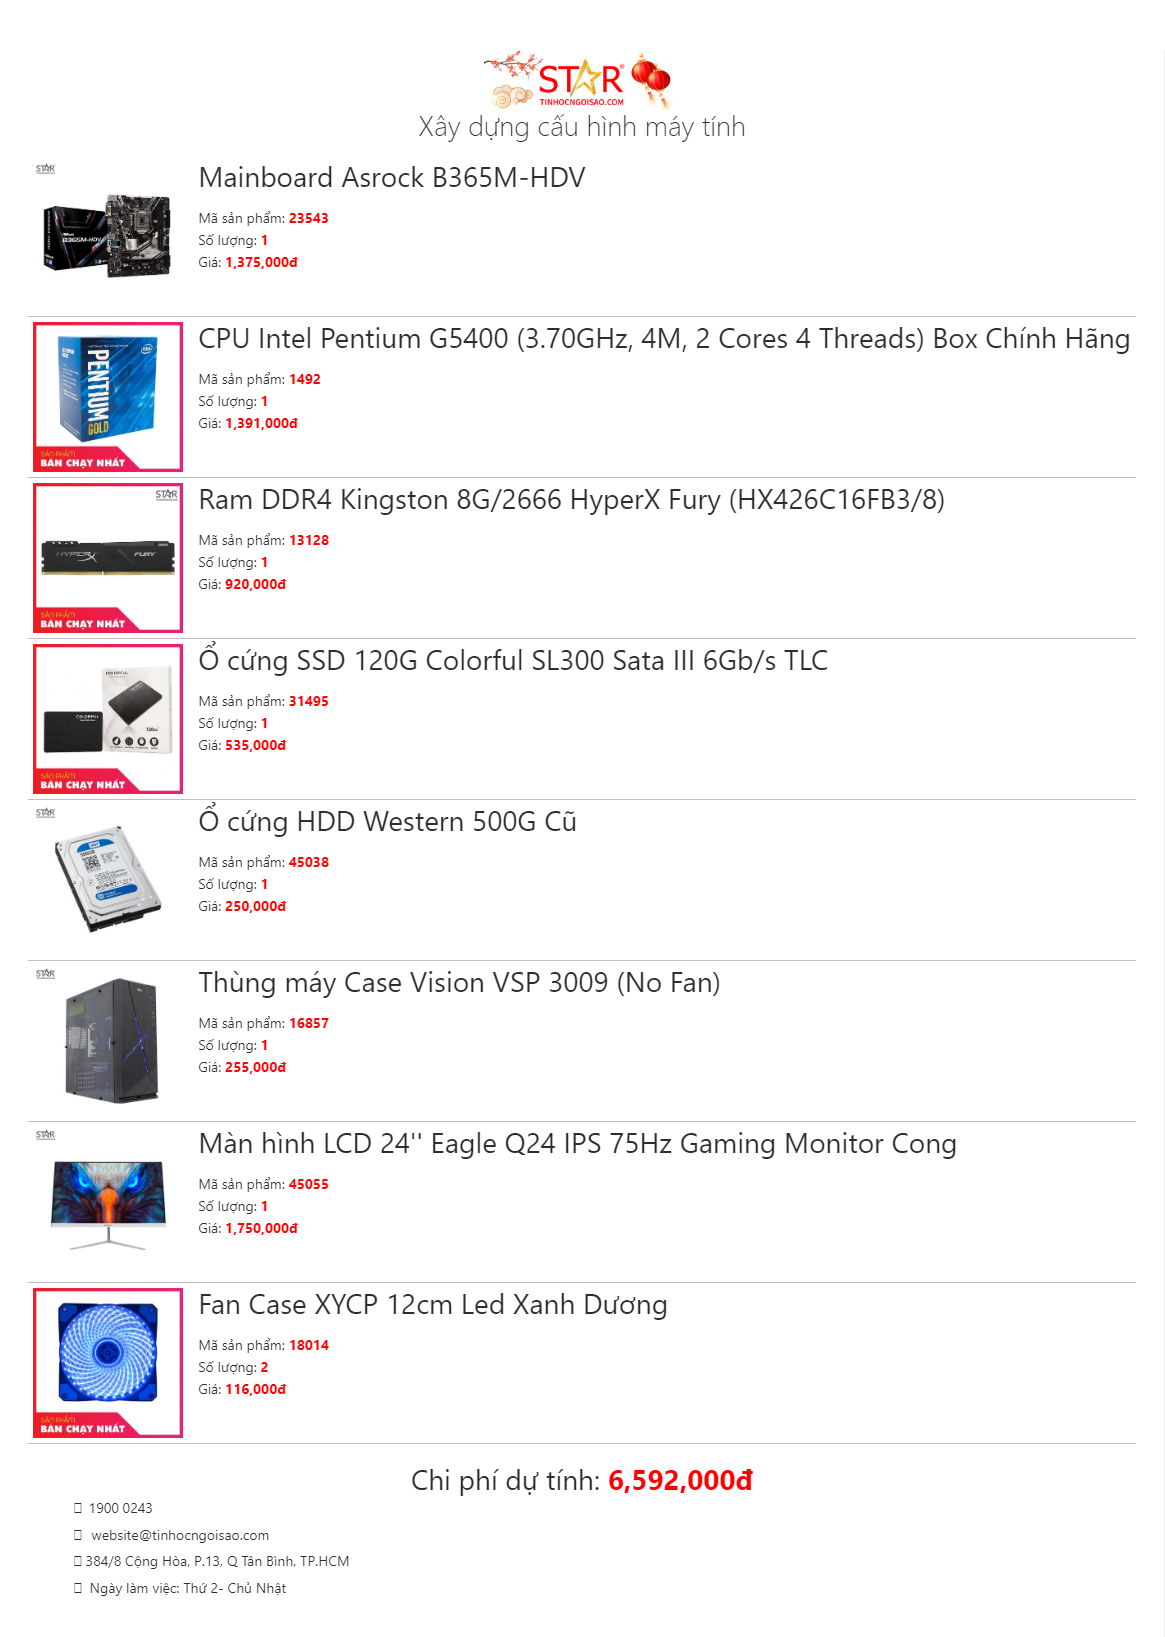 STAR®
TINHOCNGOISAO.COM
Xây dựng cấu hình máy tính
STAR
B365M-HDV
Mainboard Asrock B365M-HDV
Mã sản phẩm: 23543
Số lượng: 1
Giá: 1,375,000đ
PENTIUM
GOLD
SẢN PHẨM
BÁN CHẠY NHẤT
CPU Intel Pentium G5400 (3.70GHz, 4M, 2 Cores 4 Threads) Box Chính Hãng
Mã sản phẩm: 1492
Số lượng: 1
Giá: 1,391,000đ
STAR
HYPERX FURY
SẢN PHẨM
BÁN CHẠY NHẤT
Ram DDR4 Kingston 8G/2666 HyperX Fury (HX426C16FB3/8)
Mã sản phẩm: 13128
Số lượng: 1
Giá: 920,000đ
COLORFUL
COLORFUL
120GB
SẢN PHẨM
BÁN CHẠY NHẤT
Ổ cứng SSD 120G Colorful SL300 Sata III 6Gb/s TLC
Mã sản phẩm: 31495
Số lượng: 1
Giá: 535,000đ
STAR
Ổ cứng HDD Western 500G Cũ
Mã sản phẩm: 45038
Số lượng: 1
Giá: 250,000đ
STAR
Thùng máy Case Vision VSP 3009 (No Fan)
Mã sản phẩm: 16857
Số lượng: 1
Giá: 255,000đ
STAR
Màn hình LCD 24'' Eagle Q24 IPS 75Hz Gaming Monitor Cong
Mã sản phẩm: 45055
Số lượng: 1
Giá: 1,750,000đ
SẢN PHẨM
BÁN CHẠY NHẤT
Fan Case XYCP 12cm Led Xanh Dương
Mã sản phẩm: 18014
Số lượng: 2
Giá: 116,000đ
Chi phí dự tính: 6,592,000đ
1900 0243
website@tinhocngoisao.com
384/8 Cộng Hòa, P.13, Q Tân Bình, TP.HCM
Ngày làm việc: Thứ 2- Chủ Nhật